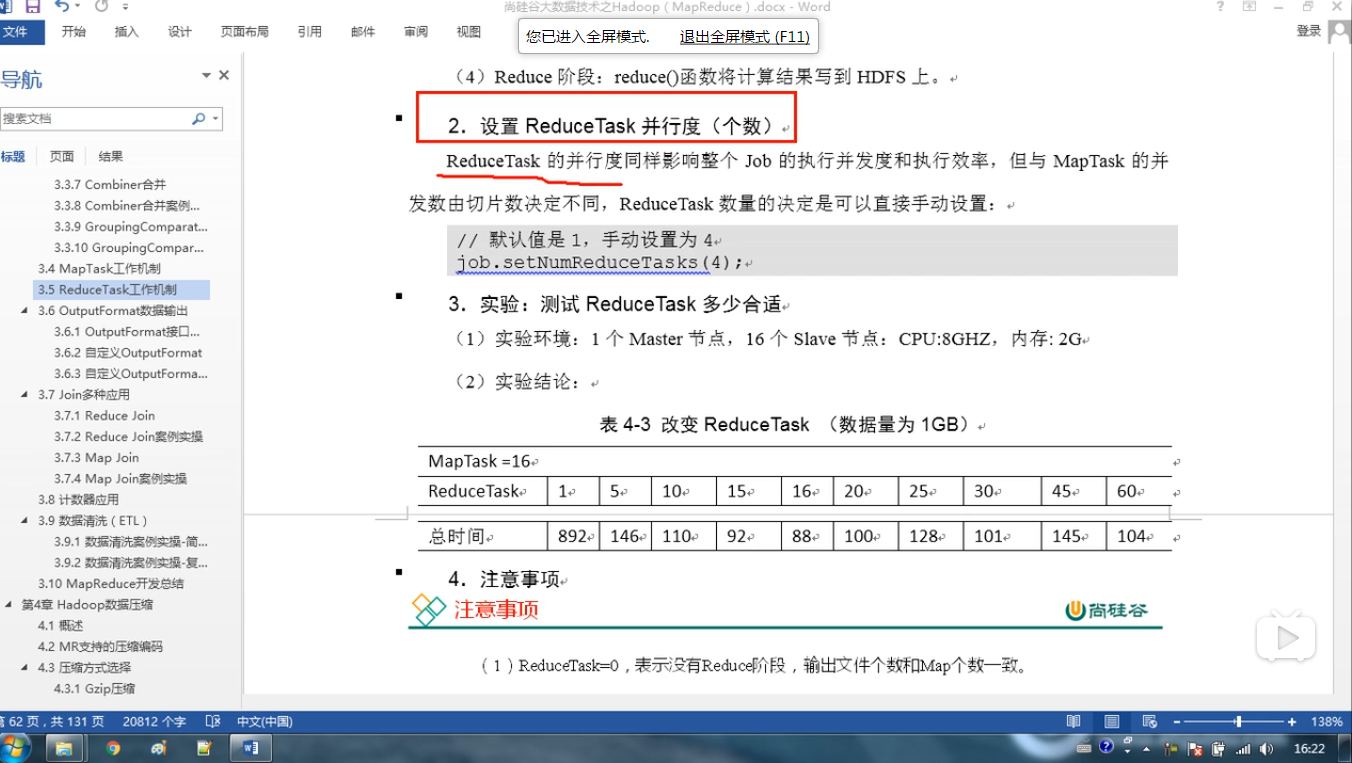 尚硅谷大数据技术之Hadoop（MapReduce）.docx - Word
文件 开始 插入 设计 页面布局 引用 邮件 审阅 视图 登录
您已进入全屏模式. 退出全屏模式 (F11)
导航
搜索文档
标题 页面 结果
3.3.7 Combiner合并
3.3.8 Combiner合并案例...
3.3.9 GroupingComparat...
3.3.10 GroupingCompar...
3.4 MapTask工作机制
3.5 ReduceTask工作机制
3.6 OutputFormat数据输出
3.6.1 OutputFormat接口...
3.6.2 自定义OutputFormat
3.6.3 自定义OutputForma...
3.7 Join多种应用
3.7.1 Reduce Join
3.7.2 Reduce Join案例实操
3.7.3 Map Join
3.7.4 Map Join案例实操
3.8 计数器应用
3.9 数据清洗（ETL）
3.9.1 数据清洗案例实操-简...
3.9.2 数据清洗案例实操-复...
3.10 MapReduce开发总结
第4章 Hadoop数据压缩
4.1 概述
4.2 MR支持的压缩编码
4.3 压缩方式选择
4.3.1 Gzip压缩
（4）Reduce 阶段：reduce()函数将计算结果写到 HDFS 上。
2．设置 ReduceTask 并行度（个数）
ReduceTask 的并行度同样影响整个 Job 的执行并发度和执行效率，但与 MapTask 的并
发数由切片数决定不同，ReduceTask 数量的决定是可以直接手动设置：
// 默认值是 1，手动设置为 4
job.setNumReduceTasks(4);
3．实验：测试 ReduceTask 多少合适
（1）实验环境：1 个 Master 节点，16 个 Slave 节点：CPU:8GHZ，内存: 2G
（2）实验结论：
表 4-3 改变 ReduceTask （数据量为 1GB）
MapTask =16
ReduceTask 1 5 10 15 16 20 25 30 45 60
总时间 892 146 110 92 88 100 128 101 145 104
4．注意事项
注意事项 尚硅谷
（1）ReduceTask=0，表示没有Reduce阶段，输出文件个数和Map个数一致。
第 62 页，共 131 页 20812 个字 中文(中国) 138%
16:22